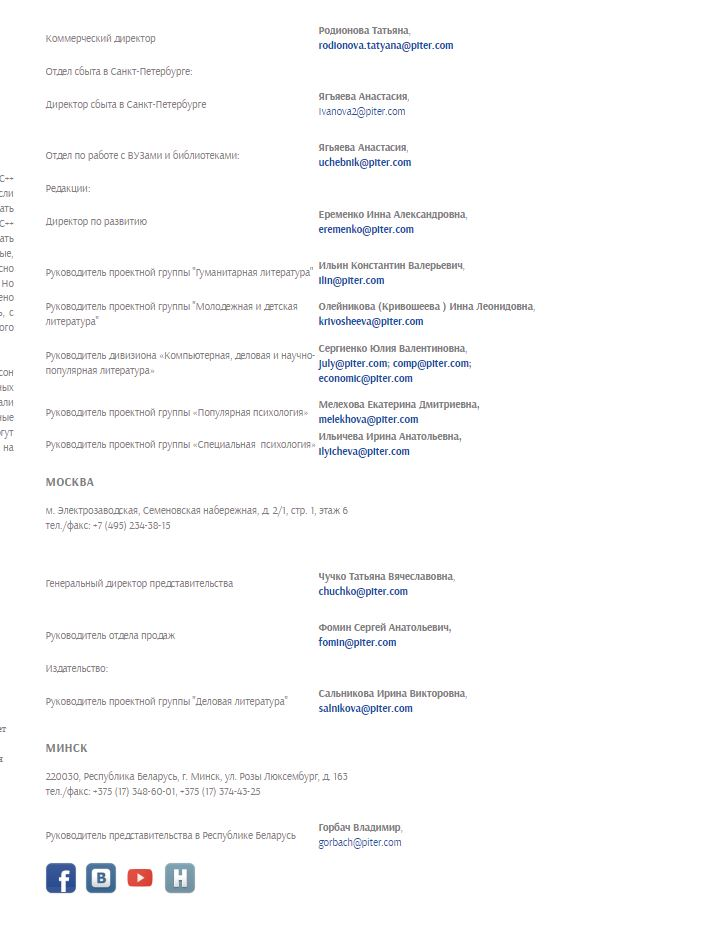 Коммерческий директор
Родионова Татьяна,
rodionova.tatyana@piter.com
Отдел сбыта в Санкт-Петербурге:
Директор сбыта в Санкт-Петербурге
Ягъяева Анастасия,
ivanova2@piter.com
Отдел по работе с ВУЗами и библиотеками:
Ягъяева Анастасия,
uchebnik@piter.com
Редакции:
Директор по развитию
Еременко Инна Александровна,
eremenko@piter.com
Руководитель проектной группы "Гуманитарная литература"
Ильин Константин Валерьевич,
ilin@piter.com
Руководитель проектной группы "Молодежная и детская
литература"
Олейникова (Кривошеева ) Инна Леонидовна,
krivosheeva@piter.com
Руководитель дивизиона «Компьютерная, деловая и научно-
популярная литература»
Сергиенко Юлия Валентиновна,
july@piter.com; comp@piter.com;
economic@piter.com
Руководитель проектной группы «Популярная психология»
Мелехова Екатерина Дмитриевна,
melekhova@piter.com
Руководитель проектной группы «Специальная психология»
Ильичева Ирина Анатольевна,
ilyicheva@piter.com
МОСКВА
м. Электрозаводская, Семеновская набережная, д. 2/1, стр. 1, этаж 6
тел./факс: +7 (495) 234-38-15
Генеральный директор представительства
Чучко Татьяна Вячеславовна,
chuchko@piter.com
Руководитель отдела продаж
Фомин Сергей Анатольевич,
fomin@piter.com
Издательство:
Руководитель проектной группы "Деловая литература"
Сальникова Ирина Викторовна,
salnikova@piter.com
МИНСК
220030, Республика Беларусь, г. Минск, ул. Розы Люксембург, д. 163
тел./факс: +375 (17) 348-60-01, +375 (17) 374-43-25
Руководитель представительства в Республике Беларусь
Горбач Владимир,
gorbach@piter.com
f B H